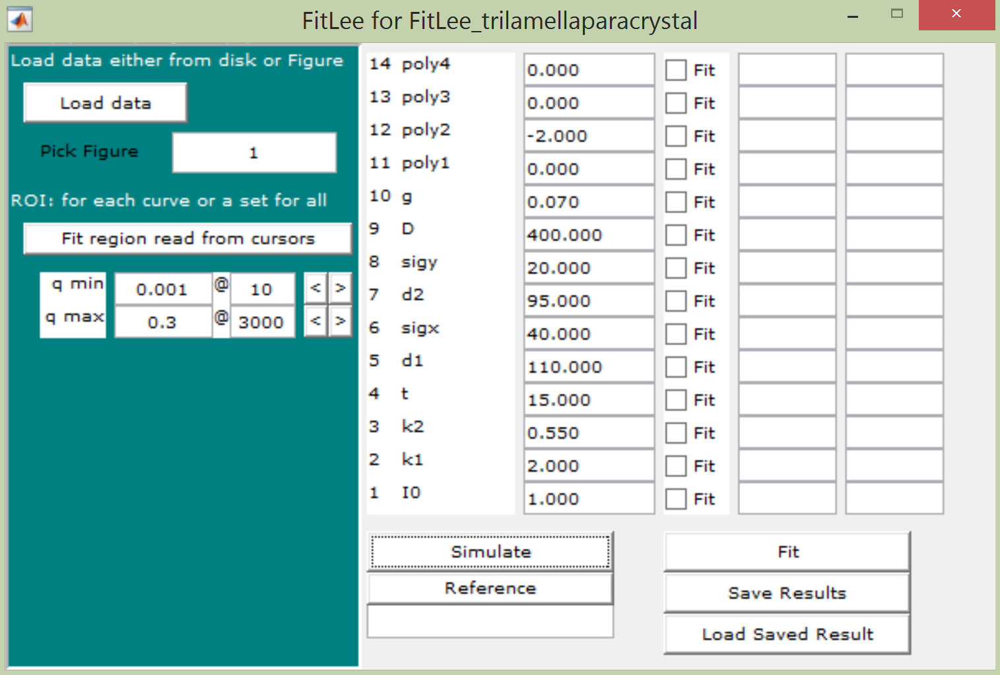 FitLee for FitLee_trilamellaparacrystal
Load data either from disk or Figure
Load data
Pick Figure 1
ROI: for each curve or a set for all
Fit region read from cursors
q min 0.001 @ 10 < >
q max 0.3 @ 3000 < >
14 poly4 0.000 Fit
13 poly3 0.000 Fit
12 poly2 -2.000 Fit
11 poly1 0.000 Fit
10 g 0.070 Fit
9 D 400.000 Fit
8 sigy 20.000 Fit
7 d2 95.000 Fit
6 sigx 40.000 Fit
5 d1 110.000 Fit
4 t 15.000 Fit
3 k2 0.550 Fit
2 k1 2.000 Fit
1 I0 1.000 Fit
Simulate
Reference
Fit
Save Results
Load Saved Result